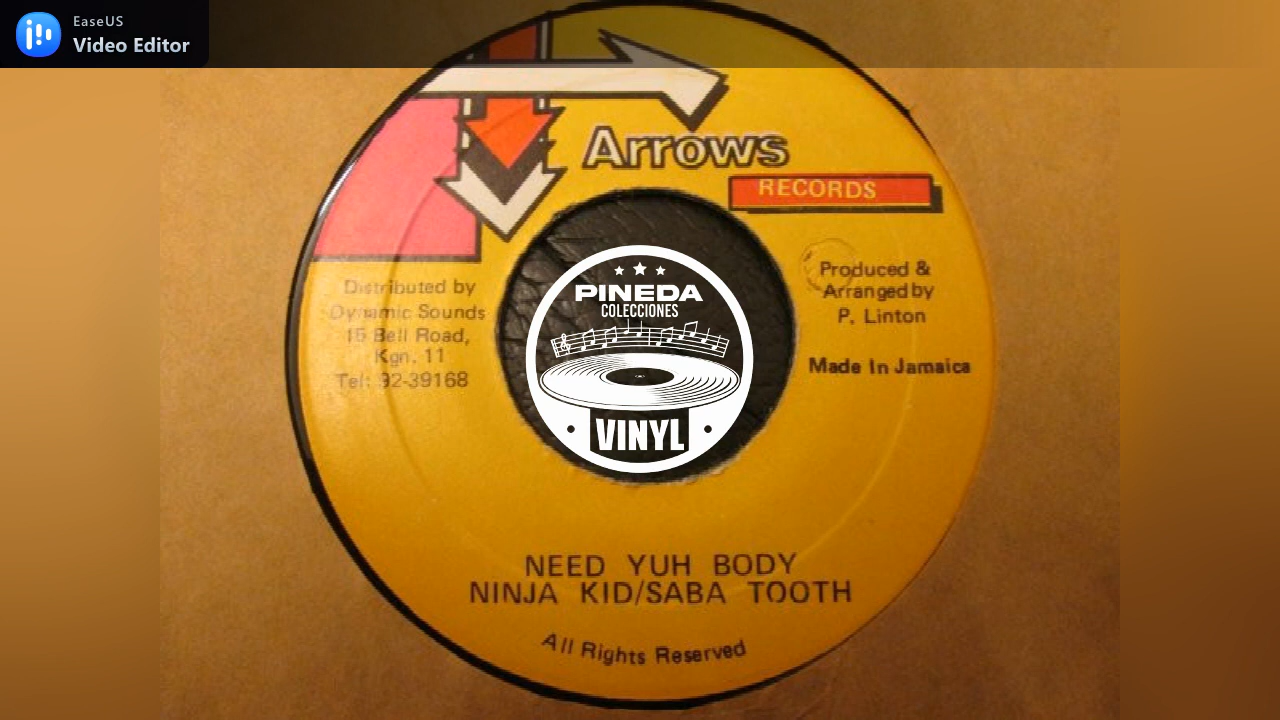 EaseUS
Video Editor
Arrows
RECORDS
Distributed by
Dynamic Sounds
15 Bell Road,
Kgn. 11
Tel: 92-39168
Produced &
Arranged by
P. Linton
Made In Jamaica
PINEDA
COLECCIONES
VINYL
NEED YUH BODY
NINJA KID/SABA TOOTH
All Rights Reserved